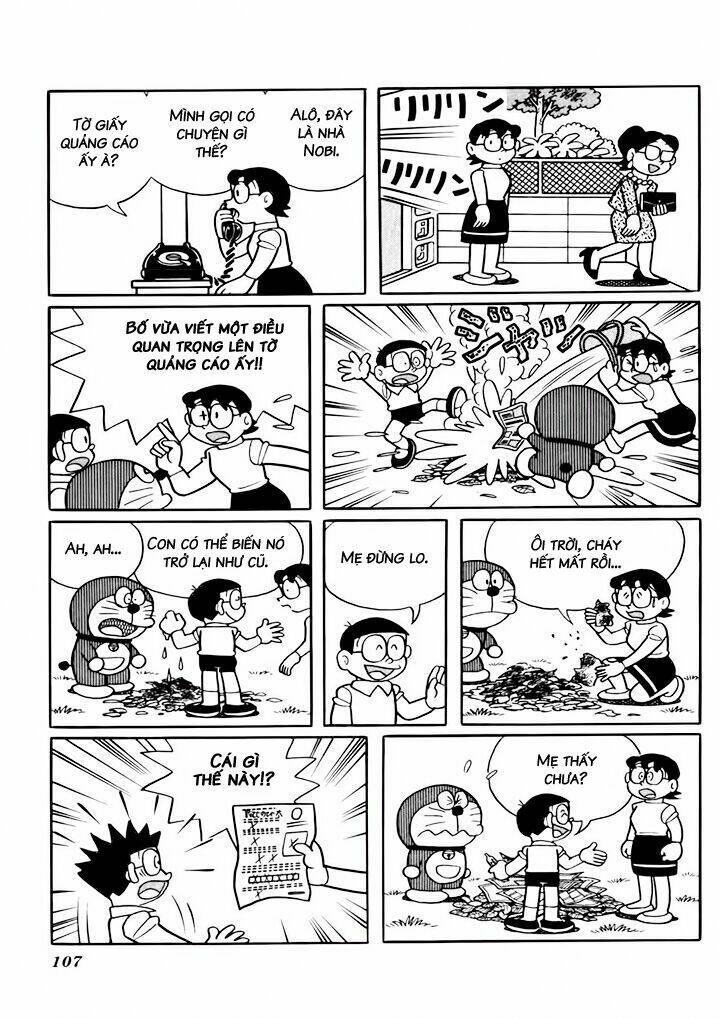 リリリン
リリリン
ALÔ, ĐÂY
LÀ NHÀ
NOBI.
MÌNH GỌI CÓ
CHUYỆN GÌ
THẾ?
TỜ GIẤY
QUẢNG CÁO
ẤY À?
BỐ VỪA VIẾT MỘT ĐIỀU
QUAN TRỌNG LÊN TỜ
QUẢNG CÁO ẤY!!
ÔI TRỜI, CHÁY
HẾT MẤT RỒI...
MẸ ĐỪNG LO.
CON CÓ THỂ BIẾN NÓ
TRỞ LẠI NHƯ CŨ.
AH, AH...
MẸ THẤY
CHƯA?
CÁI GÌ
THẾ NÀY!?
107